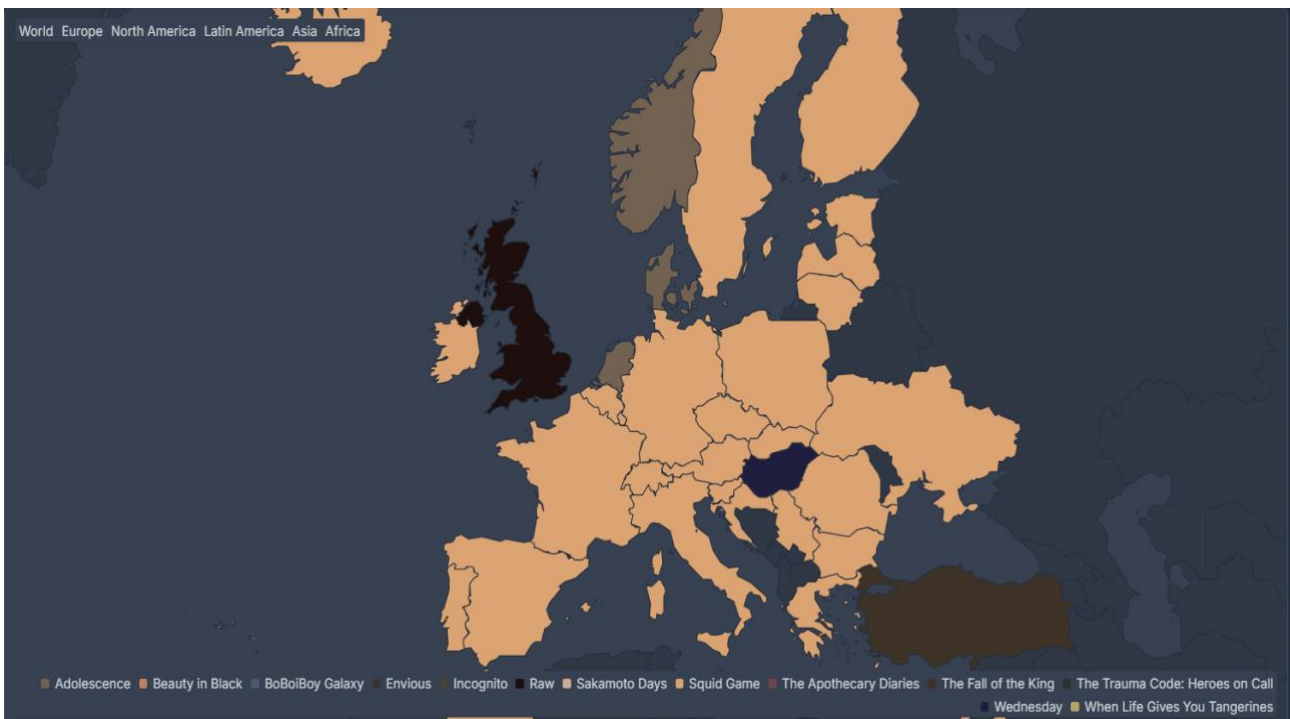 World Europe North America Latin America Asia Africa
Adolescence Beauty in Black BoBoiBoy Galaxy Envious Incognito Raw Sakamoto Days Squid Game The Apothecary Diaries The Fall of the King The Trauma Code: Heroes on Call
Wednesday When Life Gives You Tangerines